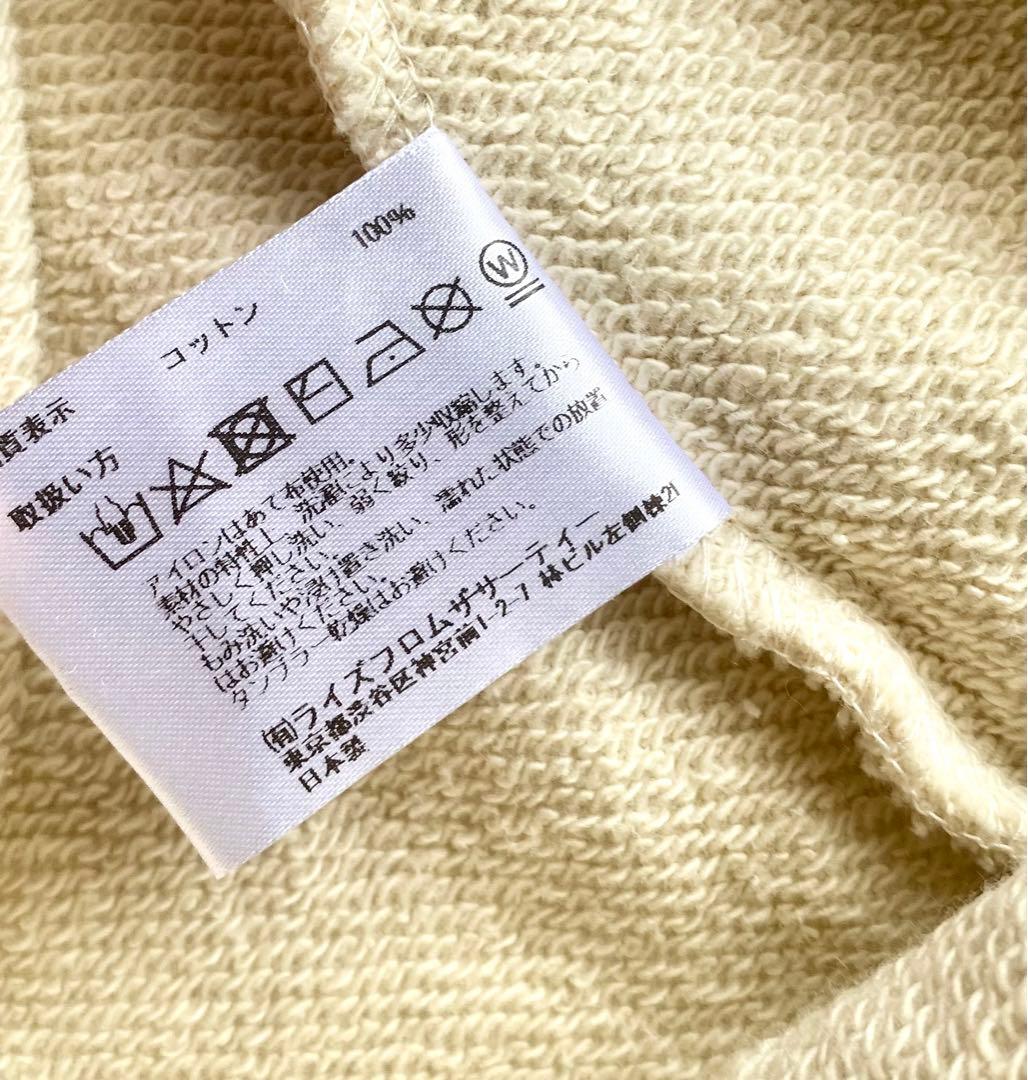 質表示
コットン 100%
取扱い方
W
アイロンはあて布使用。
素材の特性上、洗濯により多少収縮します。
やさしく押し洗い、弱く絞り、形を整えてから
干してください。
もみ洗いや浸け置き洗い、濡れた状態での放置
はお避けください。
タンブラー乾燥はお避けください。
(有)ライズフロムザサーティー
東京都渋谷区神宮前1-2-7 林ビル左側棟2f
日本製